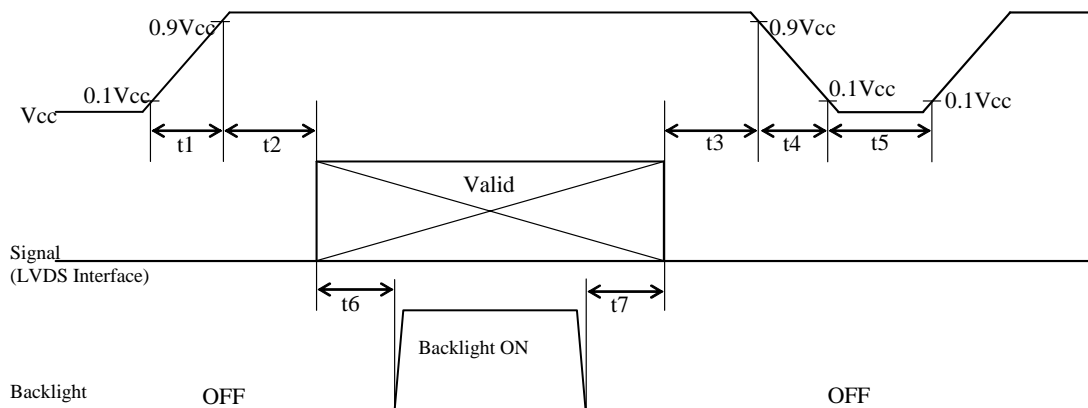 0.9Vcc 0.9Vcc
0.1Vcc 0.1Vcc 0.1Vcc
Vcc
t1 t2 t3 t4 t5
Valid
Signal
(LVDS Interface)
t6 t7
Backlight ON
Backlight OFF OFF